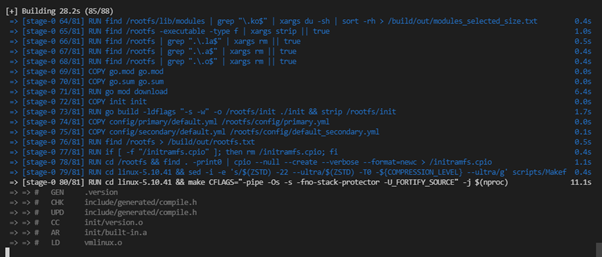 [+] Building 28.2s (85/88)
=> [stage-0 64/81] RUN find /rootfs/lib/modules | grep "\.ko$" | xargs du -sh | sort -rh > /build/out/modules_selected_size.txt 0.4s
=> [stage-0 65/81] RUN find /rootfs -executable -type f | xargs strip || true 1.0s
=> [stage-0 66/81] RUN find /rootfs | grep "\.\.la$" | xargs rm || true 0.5s
=> [stage-0 67/81] RUN find /rootfs | grep "\.\.a$" | xargs rm || true 0.4s
=> [stage-0 68/81] RUN find /rootfs | grep "\.\.o$" | xargs rm || true 0.4s
=> [stage-0 69/81] COPY go.mod go.mod 0.0s
=> [stage-0 70/81] COPY go.sum go.sum 0.0s
=> [stage-0 71/81] RUN go mod download 6.4s
=> [stage-0 72/81] COPY init init 0.0s
=> [stage-0 73/81] RUN go build -ldflags "-s -w" -o /rootfs/init ./init && strip /rootfs/init 1.7s
=> [stage-0 74/81] COPY config/primary/default.yml /rootfs/config/primary.yml 0.0s
=> [stage-0 75/81] COPY config/secondary/default.yml /rootfs/config/default_secondary.yml 0.1s
=> [stage-0 76/81] RUN find /rootfs > /build/out/rootfs.txt 0.5s
=> [stage-0 77/81] RUN if [ -f "/initramfs.cpio" ]; then rm /initramfs.cpio; fi 0.4s
=> [stage-0 78/81] RUN cd /rootfs && find . -print0 | cpio --null --create --verbose --format=newc > /initramfs.cpio 1.1s
=> [stage-0 79/81] RUN cd linux-5.10.41 && sed -i -e 's/$(ZSTD) -22 --ultra/$(ZSTD) -T0 -${COMPRESSION_LEVEL} --ultra/g' scripts/Makef 0.4s
=> [stage-0 80/81] RUN cd linux-5.10.41 && make CFLAGS="-pipe -Os -s -fno-stack-protector -U_FORTIFY_SOURCE" -j $(nproc) 11.1s
=> => # GEN .version
=> => # CHK include/generated/compile.h
=> => # UPD include/generated/compile.h
=> => # CC init/version.o
=> => # AR init/built-in.a
=> => # LD vmlinux.o